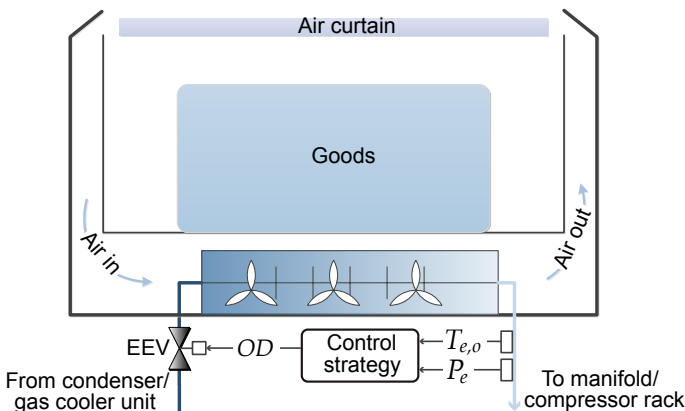 Air curtain
Goods
Air in
Air out
EEV
OD
Control
strategy
T_{e,o}
P_e
From condenser/
gas cooler unit
To manifold/
compressor rack